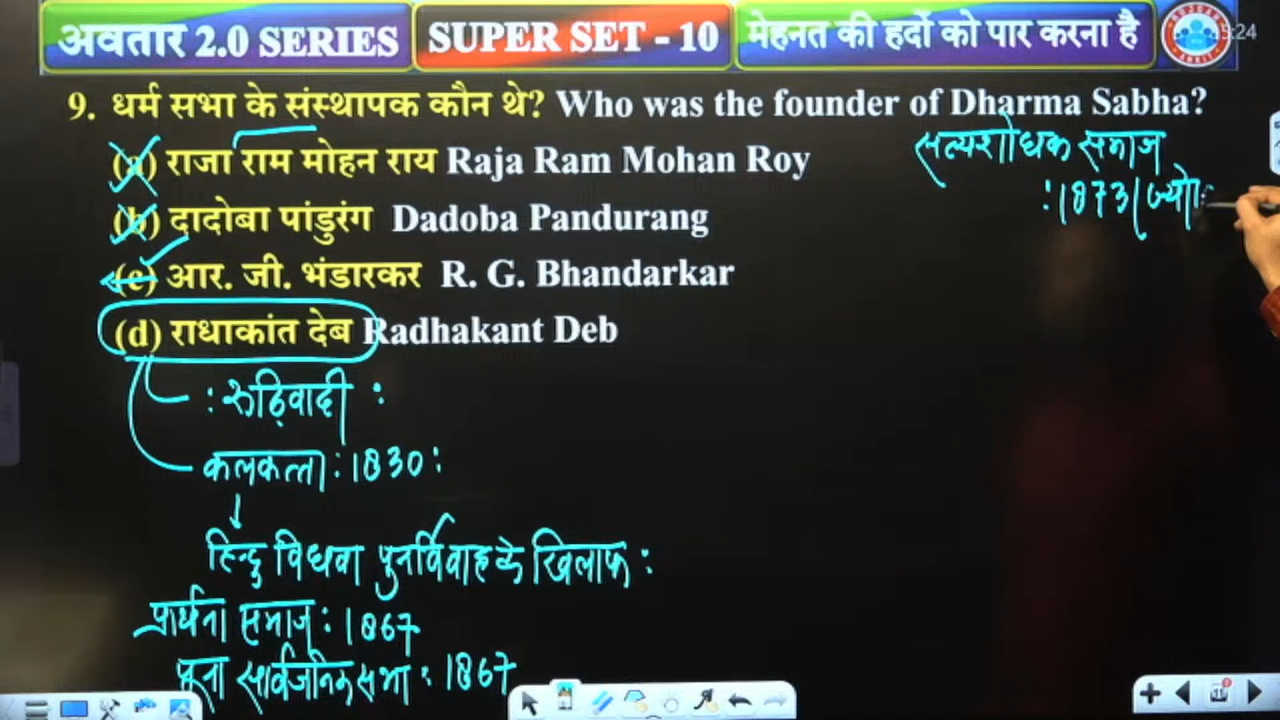 अवतार 2.0 SERIES SUPER SET - 10 मेहनत की हदों को पार करना है
5:24
9. धर्म सभा के संस्थापक कौन थे? Who was the founder of Dharma Sabha?
(a) राजा राम मोहन राय Raja Ram Mohan Roy
(b) दादोबा पांडुरंग Dadoba Pandurang
(c) आर. जी. भंडारकर R. G. Bhandarkar
(d) राधाकांत देब Radhakant Deb
सत्यशोधक समाज
:1873/ज्यो
: रूढ़िवादी :
कलकत्ता : 1830 :
हिन्दु विधवा पुनर्विवाह के खिलाफ :
प्रार्थना समाज : 1867
पूना सार्वजनिक सभा : 1867